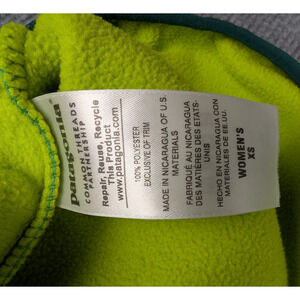 patagonia
COMMON THREADS
PARTNERSHIP
Repair, Reuse, Recycle
This Product
www.patagonia.com
100% POLYESTER
EXCLUSIVE OF TRIM
MADE IN NICARAGUA OF U.S.
MATERIALS
FABRIQUÉ AU NICARAGUA
DES MATIÈRES DES ETATS-
UNIS
HECHO EN NICARAGUA CON
MATERIALES DE EE.UU.
WOMEN'S
XS